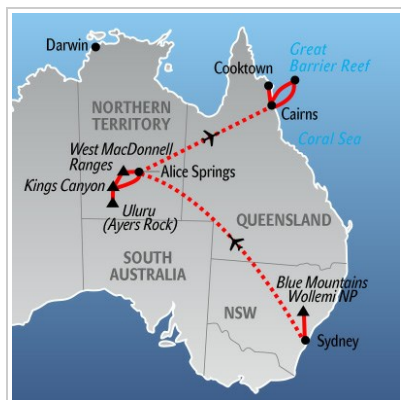 Darwin
Great
Barrier Reef
Cooktown
NORTHERN
TERRITORY
Cairns
Coral Sea
West MacDonnell
Ranges
Alice Springs
Kings Canyon
Uluru
(Ayers Rock)
QUEENSLAND
SOUTH
AUSTRALIA
Blue Mountains
Wollemi NP
NSW
Sydney